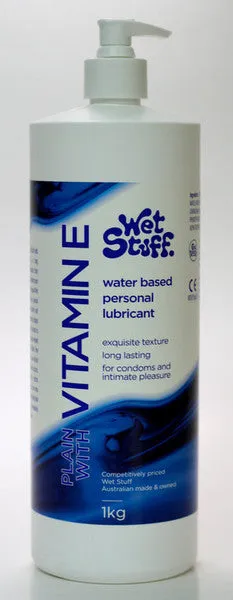 PLAIN WITH
VITAMIN E
Wet
Stuff.
water based
personal
lubricant
exquisite texture
long lasting
for condoms and
intimate pleasure
Competitively priced
Wet Stuff
Australian made & owned
1kg
CE